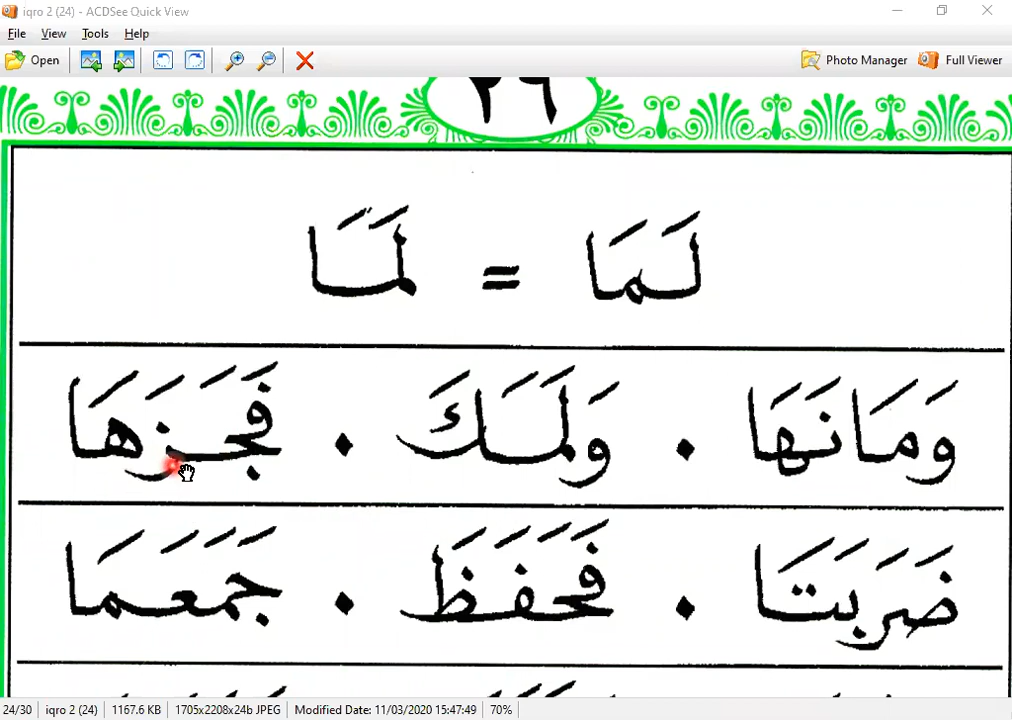 iqro 2 (24) - ACDSee Quick View
File View Tools Help
Open Photo Manager Full Viewer
٢٦
لَمَا = لَمَا
وَمَانَهَا . وَلَمَكَ . فَجَزَهَا
ضَرَبَتَا . فَحَفَظَ . جَمَعَمَا
24/30 iqro 2 (24) 1167.6 KB 1705x2208x24b JPEG Modified Date: 11/03/2020 15:47:49 70%